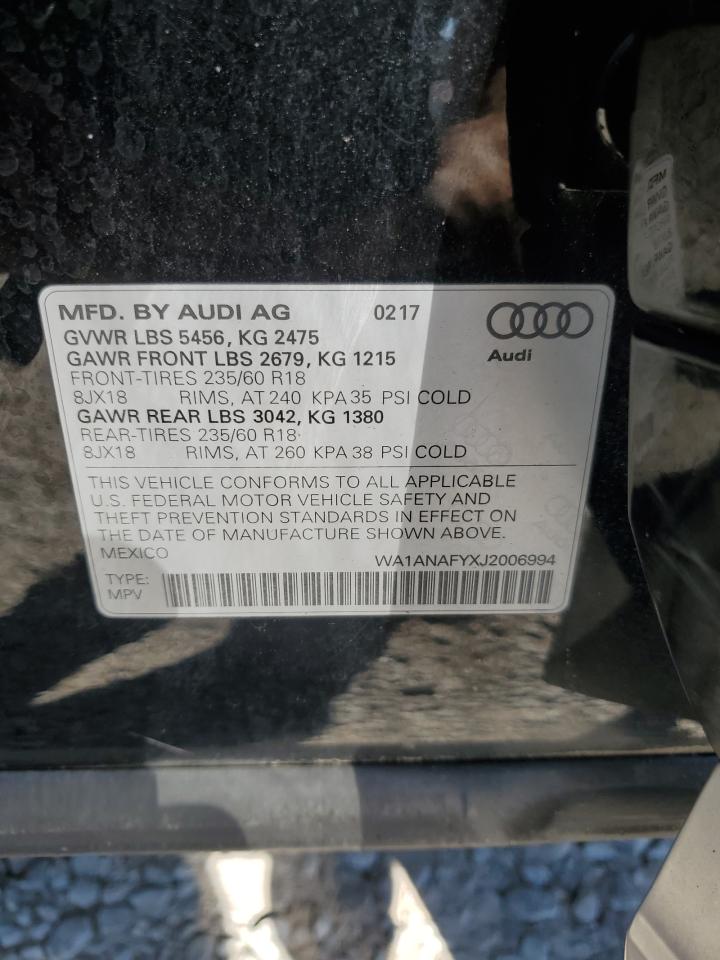 MFD. BY AUDI AG 0217
GVWR LBS 5456, KG 2475
GAWR FRONT LBS 2679, KG 1215
Audi
FRONT-TIRES 235/60 R18
8JX18 RIMS, AT 240 KPA 35 PSI COLD
GAWR REAR LBS 3042, KG 1380
REAR-TIRES 235/60 R18
8JX18 RIMS, AT 260 KPA 38 PSI COLD
THIS VEHICLE CONFORMS TO ALL APPLICABLE
U.S. FEDERAL MOTOR VEHICLE SAFETY AND
THEFT PREVENTION STANDARDS IN EFFECT ON
THE DATE OF MANUFACTURE SHOWN ABOVE.
MEXICO WA1ANAFYXJ2006994
TYPE:
MPV